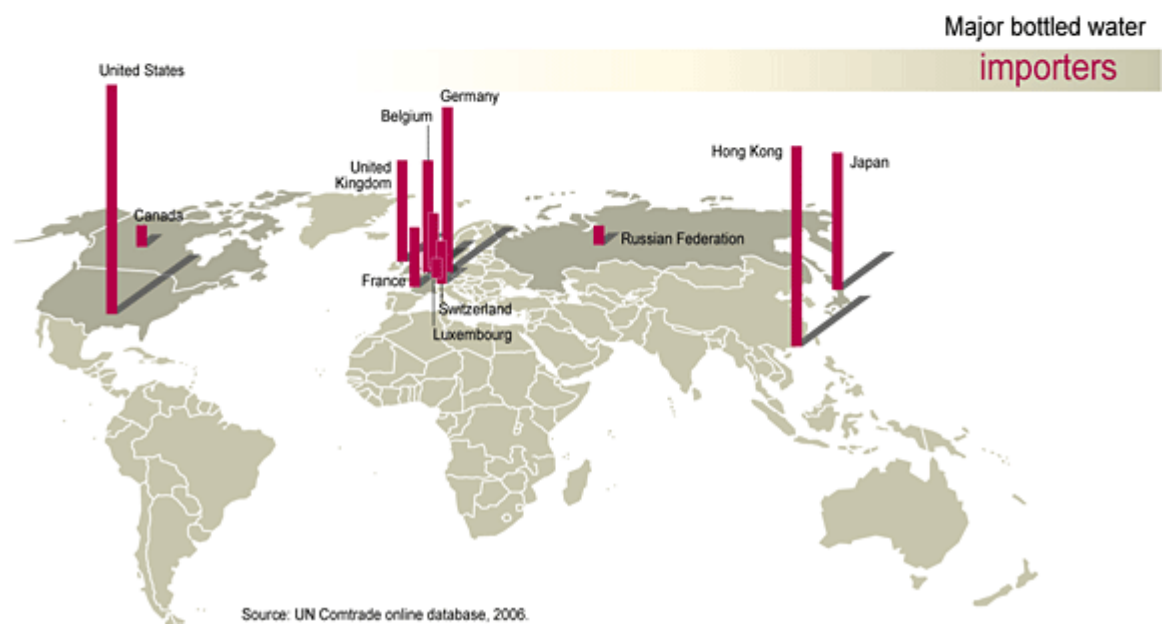 Major bottled water
importers
United States
Germany
Belgium
United
Kingdom
Hong Kong
Japan
Canada
Russian Federation
France
Switzerland
Luxembourg
Source: UN Comtrade online database, 2006.